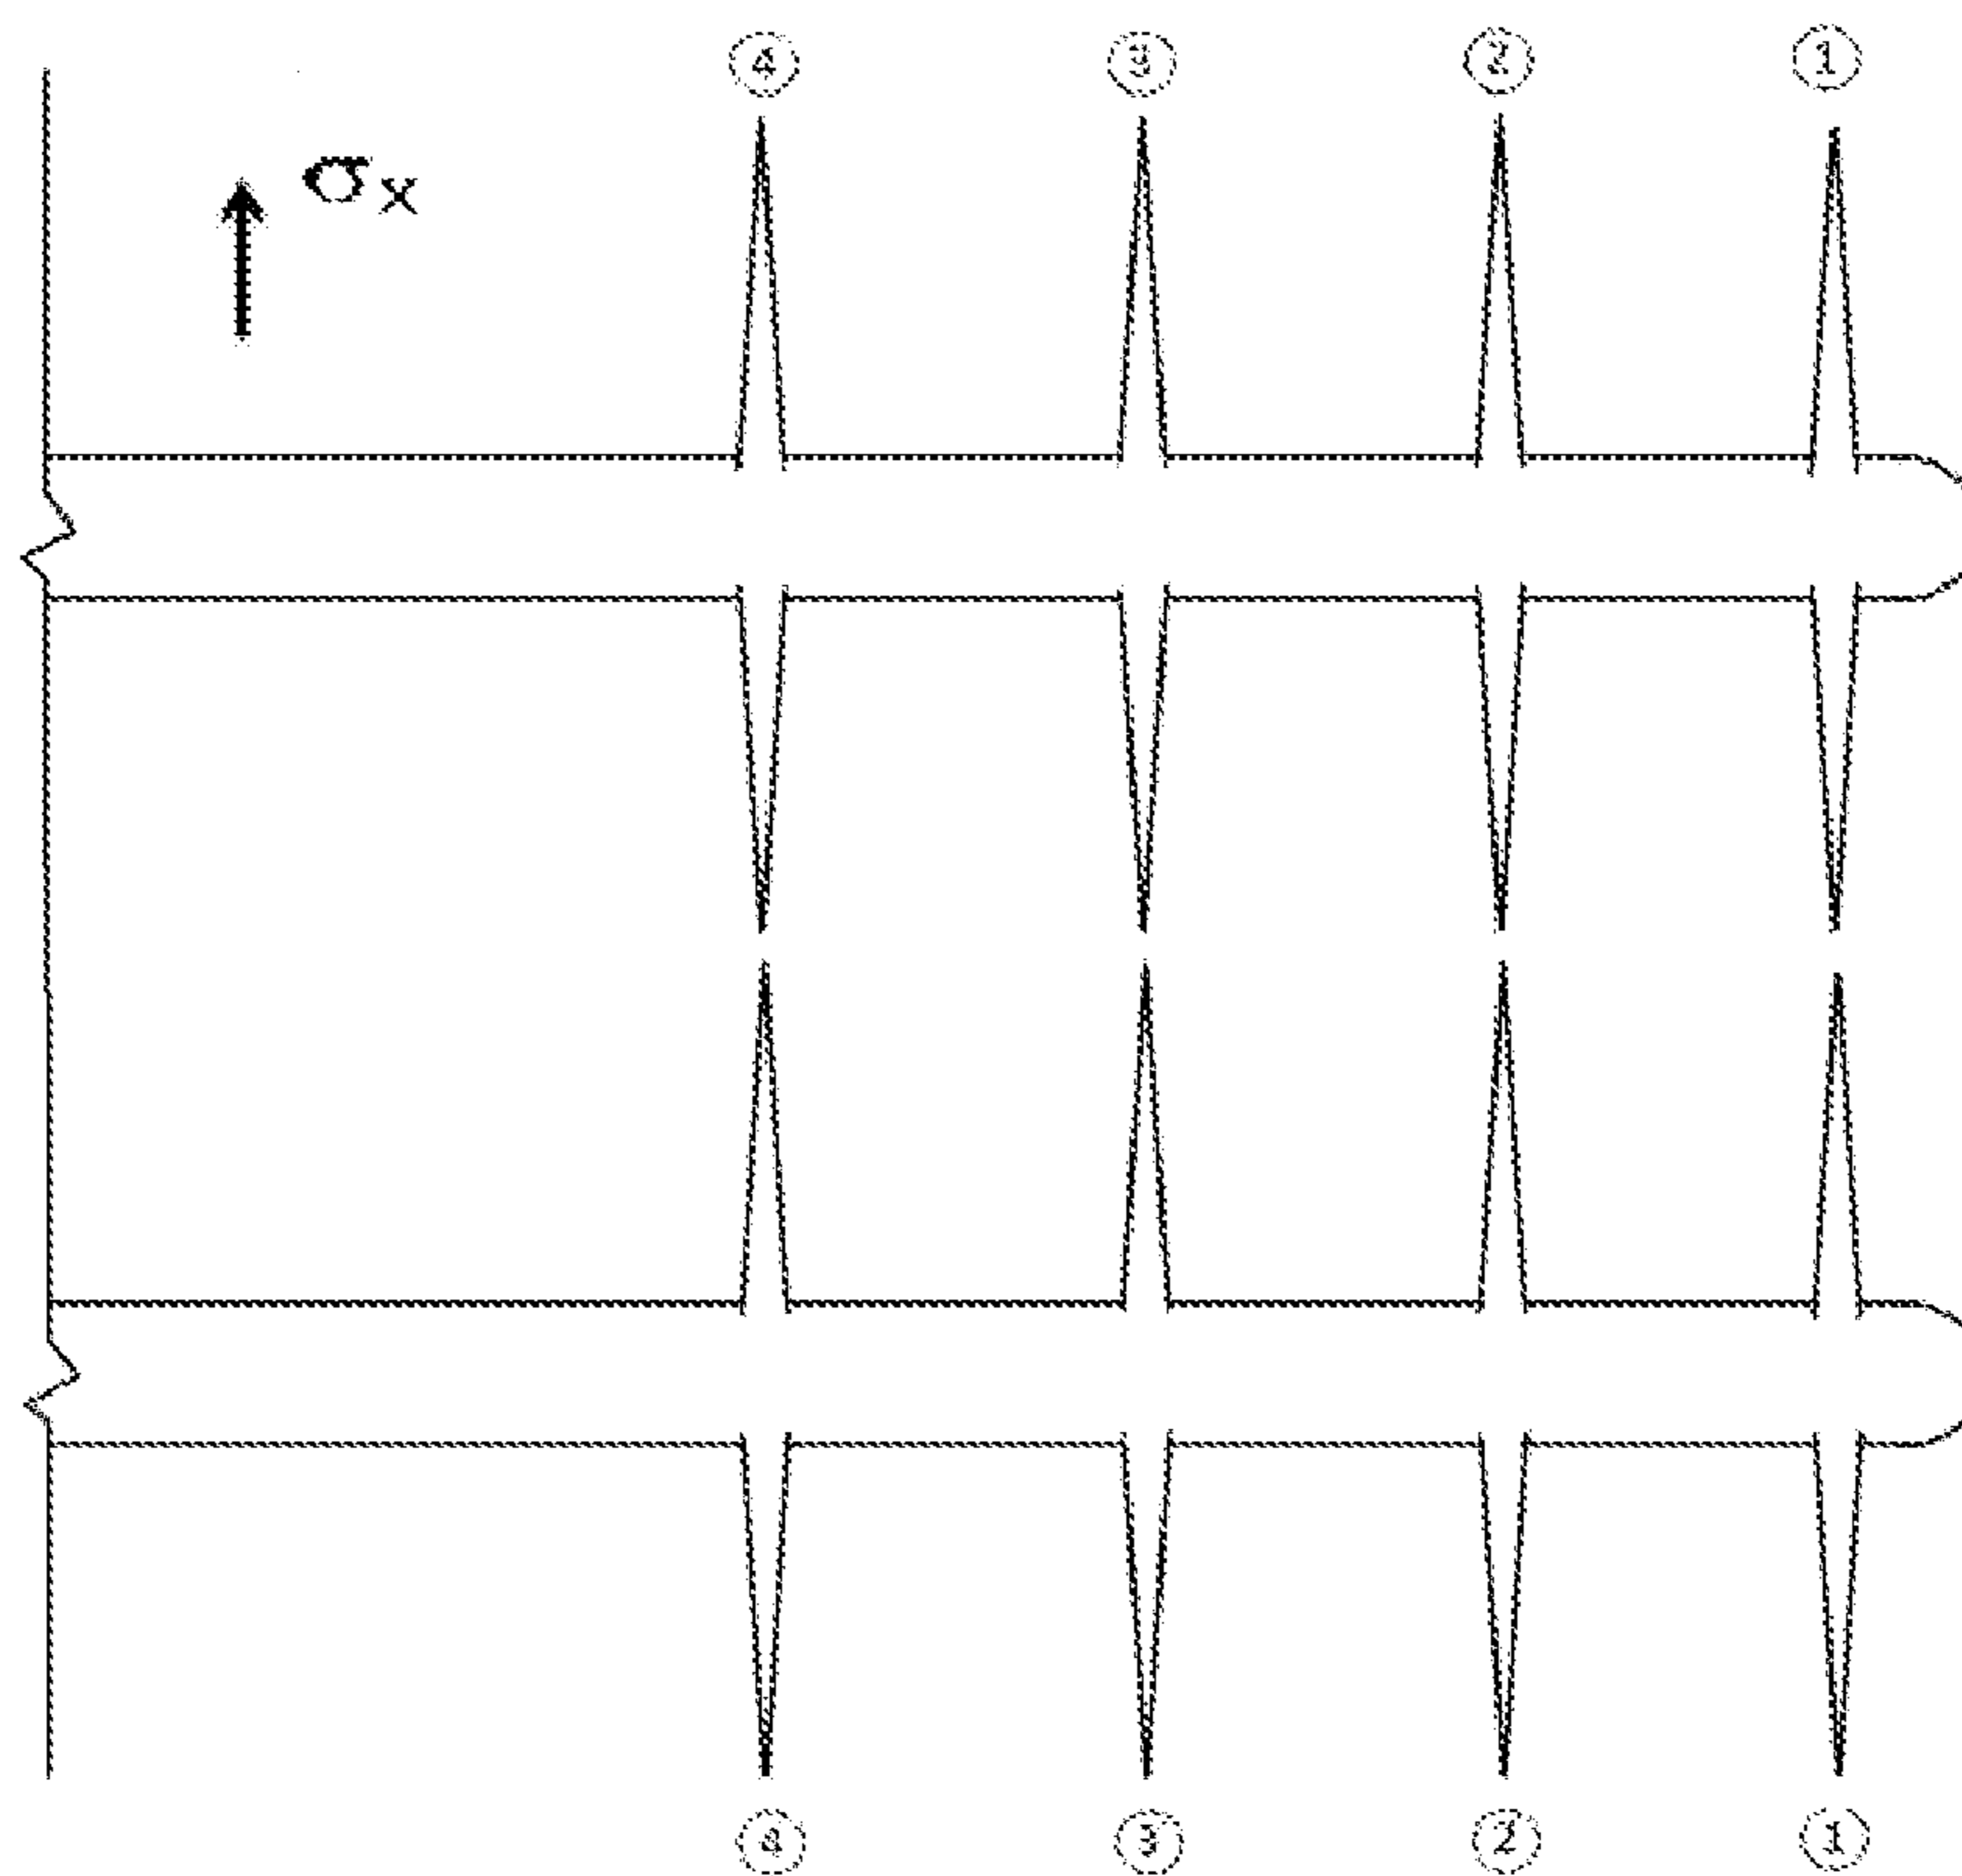 ④ ③ ② ①
σx
④ ③ ② ①